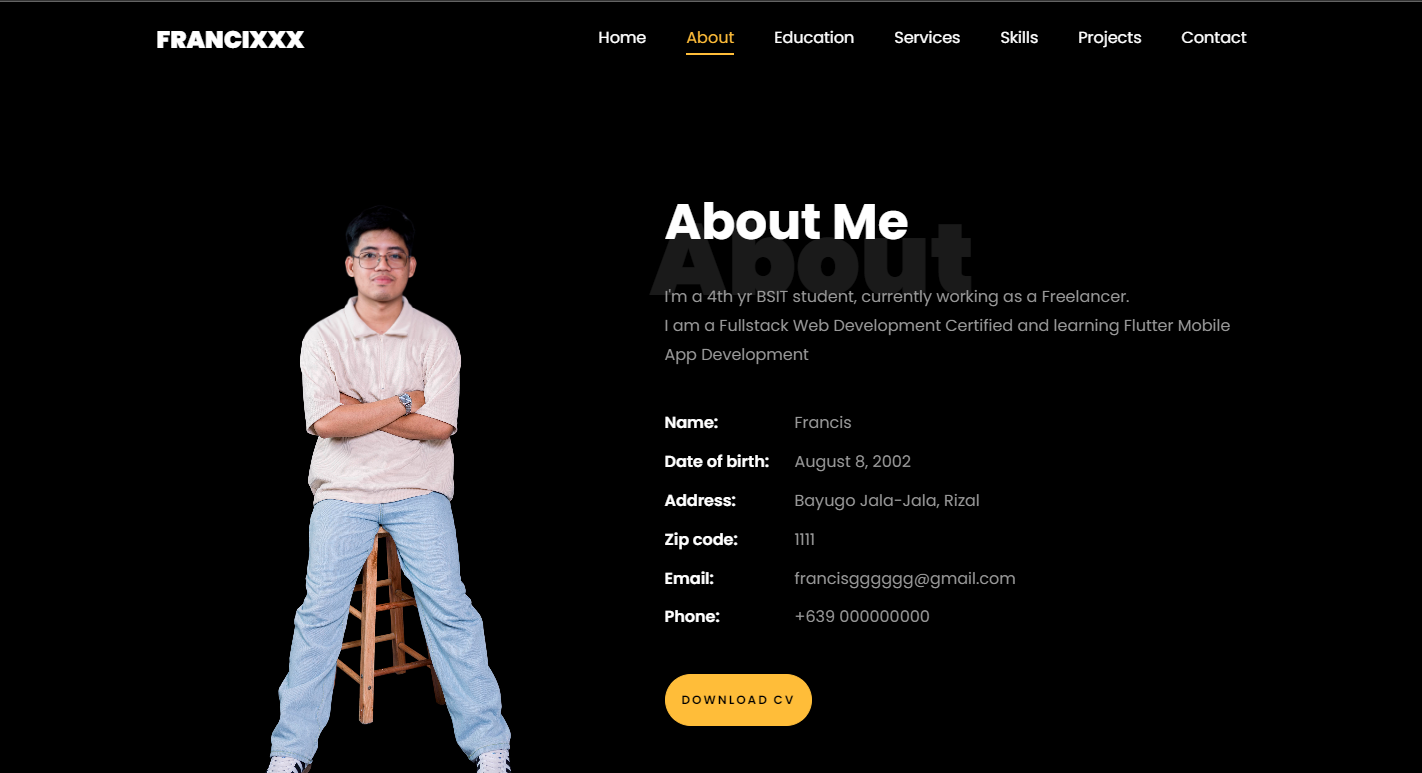 FRANCIXXX
Home About Education Services Skills Projects Contact
About Me
About
I'm a 4th yr BSIT student, currently working as a Freelancer.
I am a Fullstack Web Development Certified and learning Flutter Mobile
App Development
Name: Francis
Date of birth: August 8, 2002
Address: Bayugo Jala-Jala, Rizal
Zip code: 1111
Email: francisgggggg@gmail.com
Phone: +639 000000000
DOWNLOAD CV